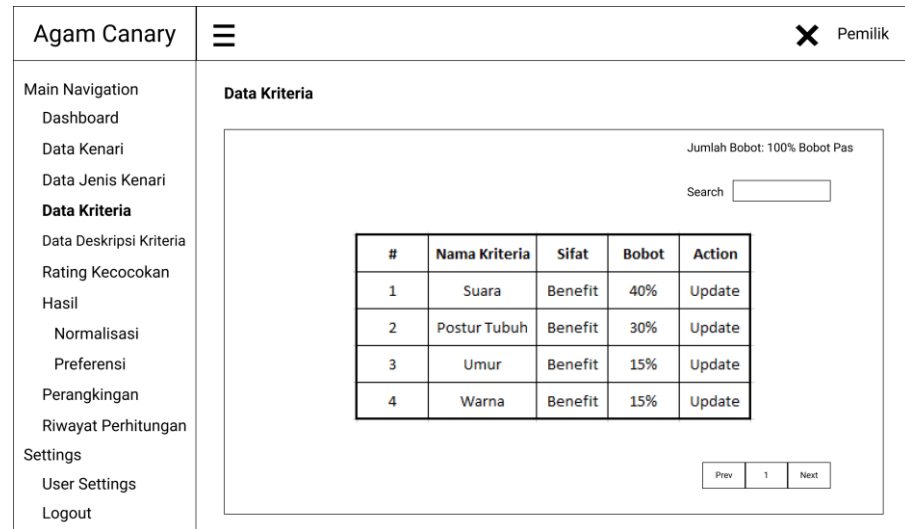 Agam Canary
Pemilik
Main Navigation
Dashboard
Data Kenari
Data Jenis Kenari
Data Kriteria
Data Deskripsi Kriteria
Rating Kecocokan
Hasil
Normalisasi
Preferensi
Perangkingan
Riwayat Perhitungan
Settings
User Settings
Logout
Data Kriteria
Jumlah Bobot: 100% Bobot Pas
Search
# Nama Kriteria Sifat Bobot Action
1 Suara Benefit 40% Update
2 Postur Tubuh Benefit 30% Update
3 Umur Benefit 15% Update
4 Warna Benefit 15% Update
Prev 1 Next